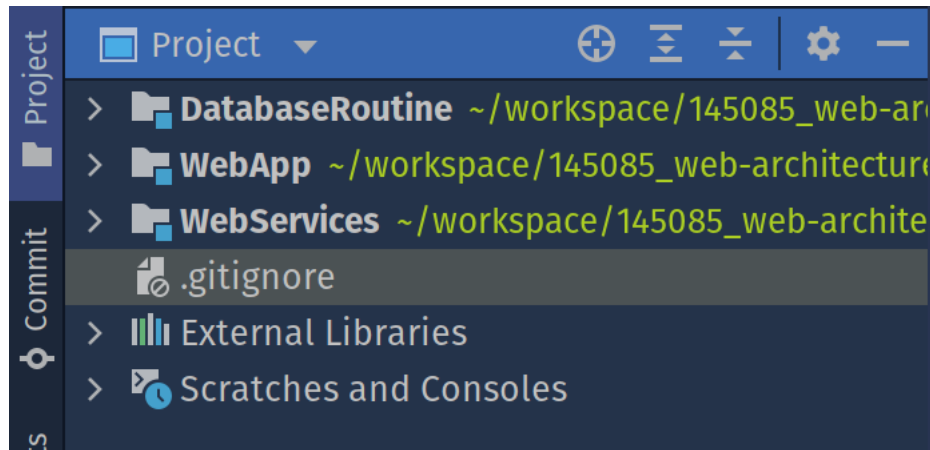 Project
Project
DatabaseRoutine ~/workspace/145085_web-ar
WebApp ~/workspace/145085_web-architecture
WebServices ~/workspace/145085_web-archite
.gitignore
External Libraries
Scratches and Consoles
Commit
ts